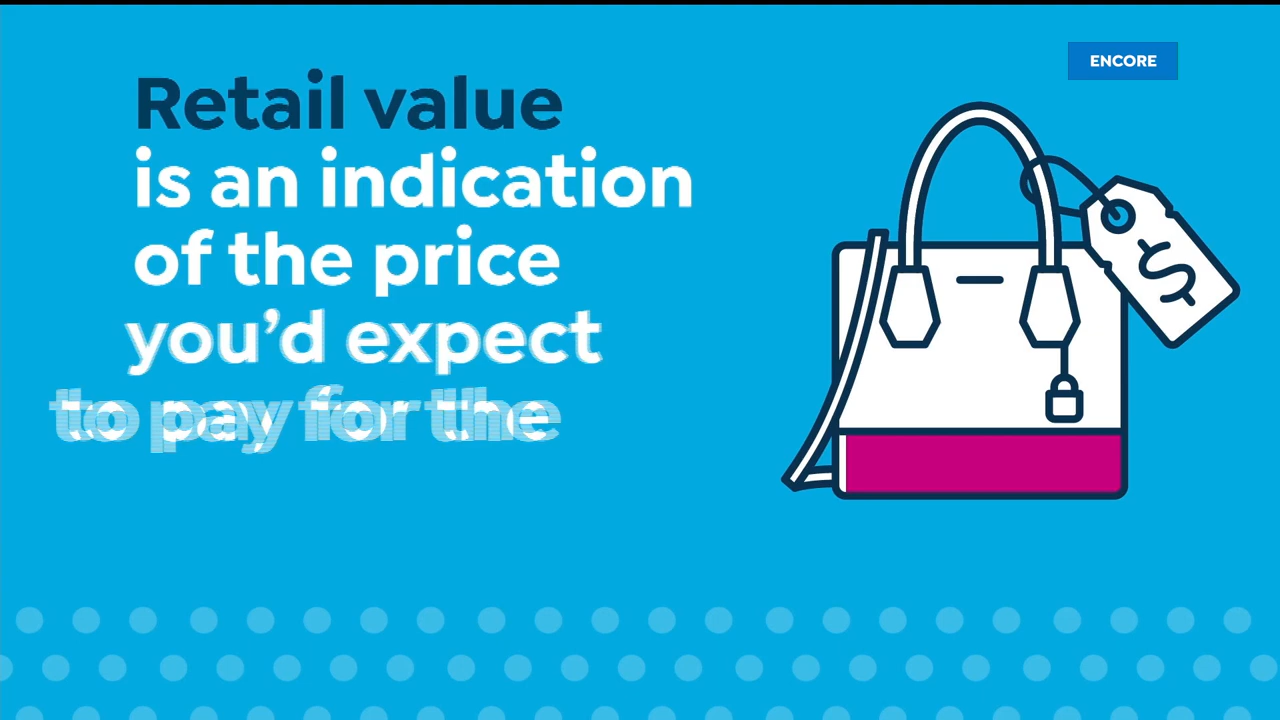 ENCORE
Retail value
is an indication
of the price
you'd expect
to pay for the
$